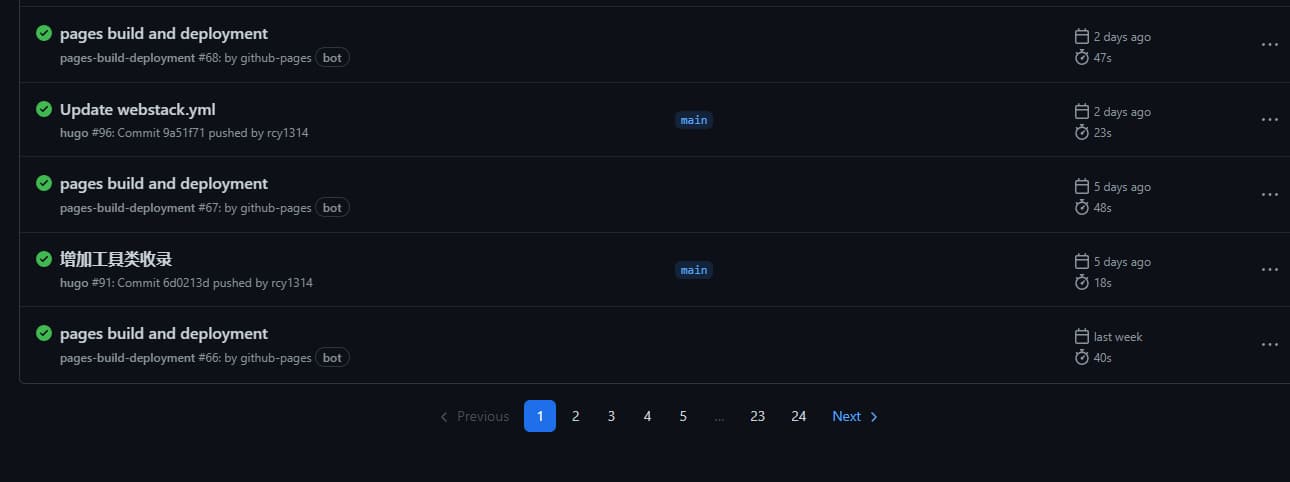 pages build and deployment
2 days ago
pages-build-deployment #68: by github-pages bot
47s
Update webstack.yml
main
2 days ago
hugo #96: Commit 9a51f71 pushed by rcy1314
23s
pages build and deployment
5 days ago
pages-build-deployment #67: by github-pages bot
48s
增加工具类收录
main
5 days ago
hugo #91: Commit 6d0213d pushed by rcy1314
18s
pages build and deployment
last week
pages-build-deployment #66: by github-pages bot
40s
Previous 1 2 3 4 5 … 23 24 Next